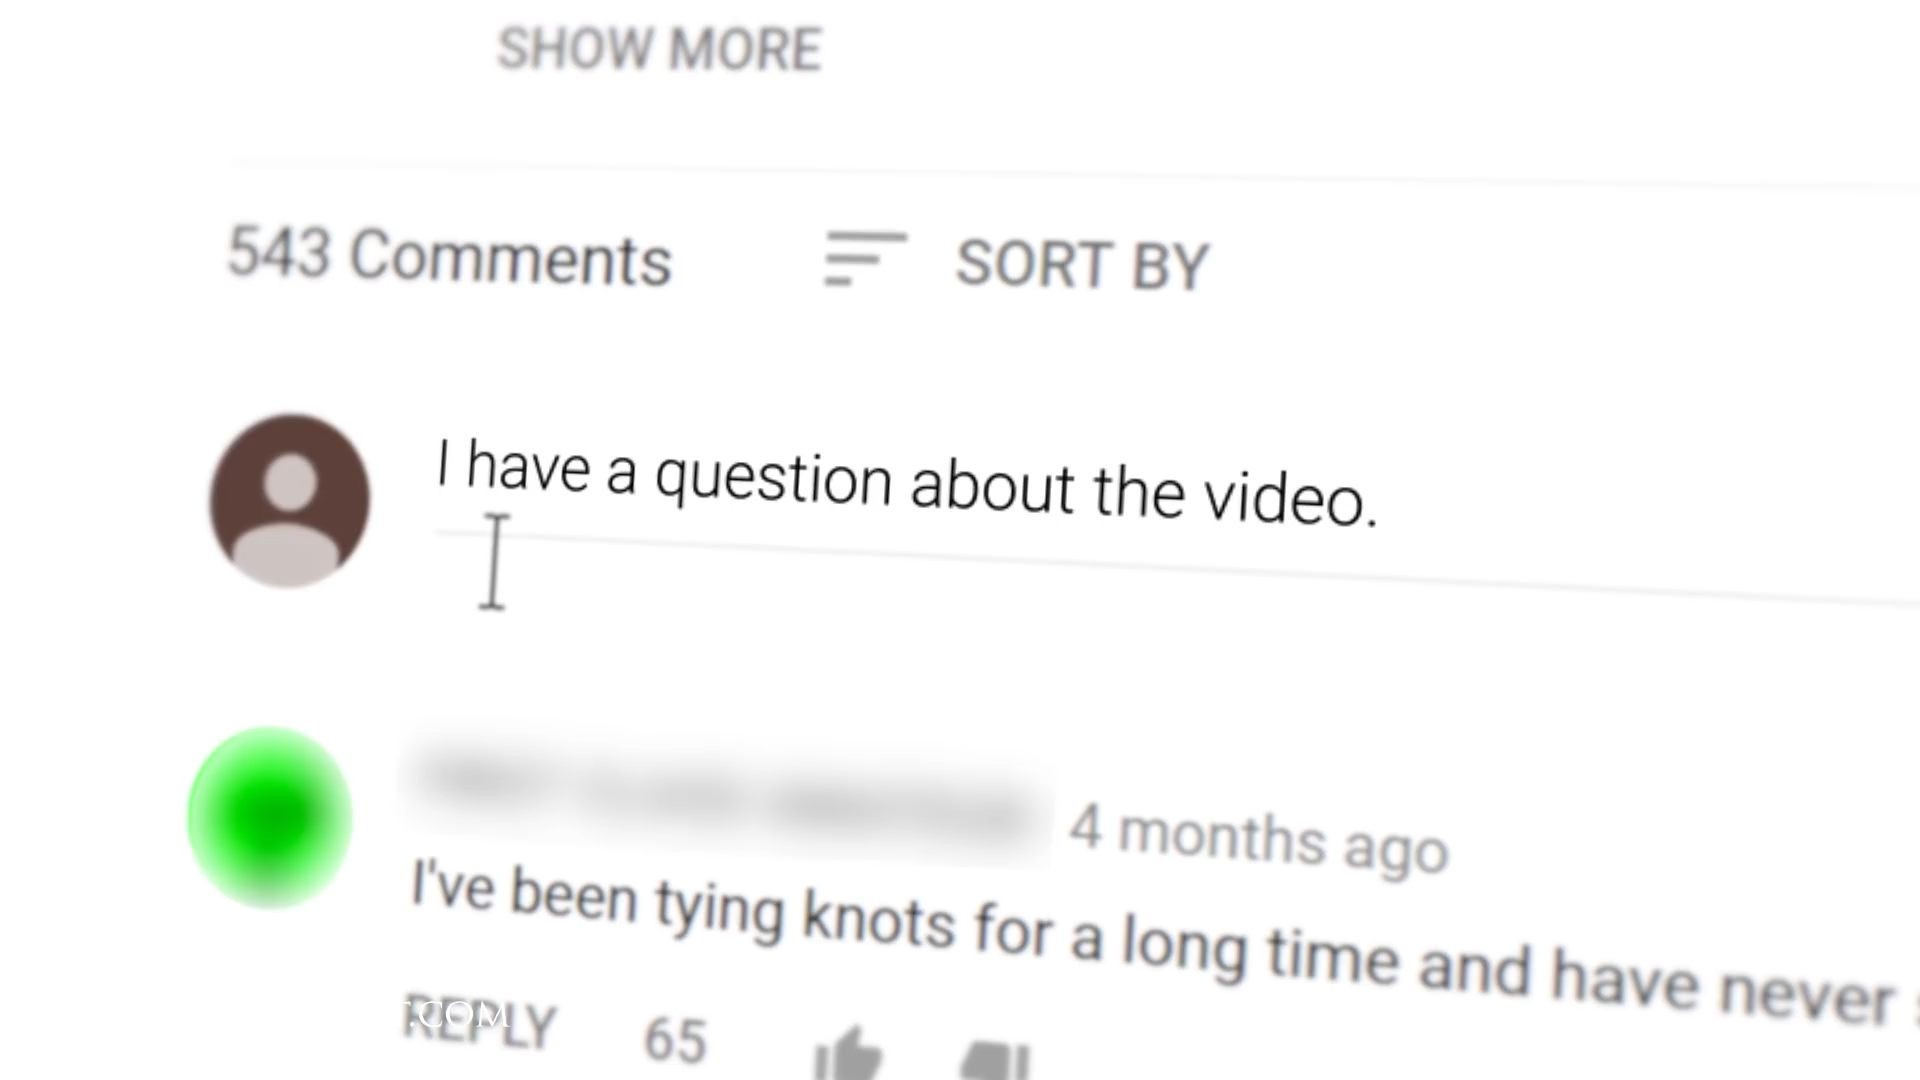 SHOW MORE
543 Comments SORT BY
I have a question about the video.
4 months ago
I've been tying knots for a long time and have never
REPLY 65
.COM